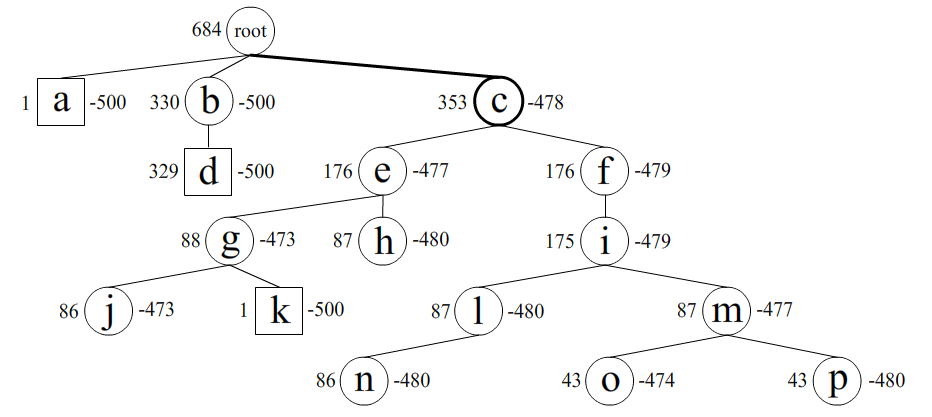 684 root
1 a -500 330 b -500 353 c -478
329 d -500 176 e -477 176 f -479
88 g -473 87 h -480 175 i -479
86 j -473 1 k -500 87 l -480 87 m -477
86 n -480 43 o -474 43 p -480